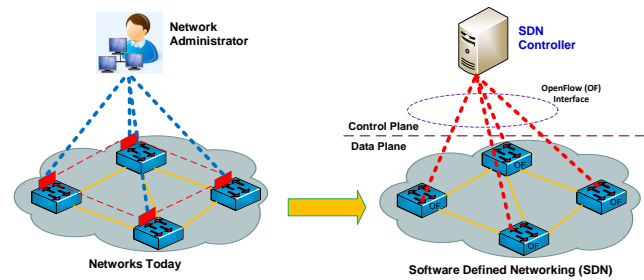 Network
Administrator
SDN
Controller
OpenFlow (OF)
Interface
Control Plane
Data Plane
OF
OF
OF
OF
Networks Today
Software Defined Networking (SDN)